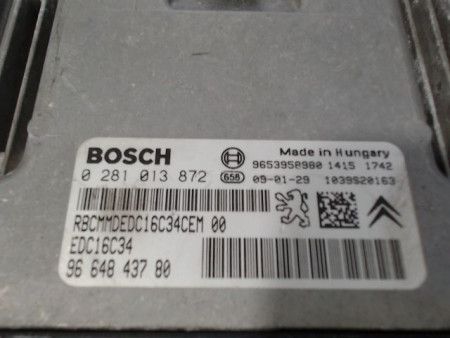 Made in Hungary
BOSCH 9653958980 1415 1742
0 281 013 872 656 09-01-29 1039S20163
RBCMMDEDC16C34CEM 00
EDC16C34
96 648 437 80